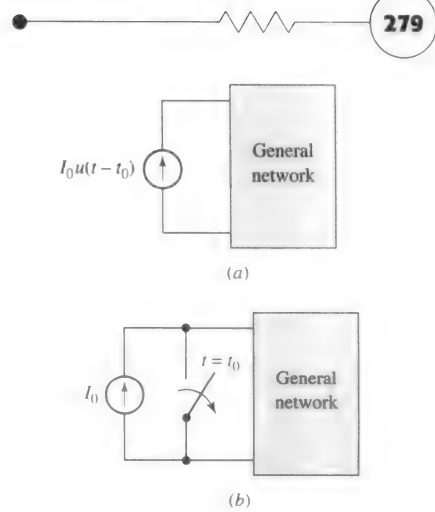 279
General
network
I₀u(t − t₀)
(a)
t = t₀
I₀
General
network
(b)